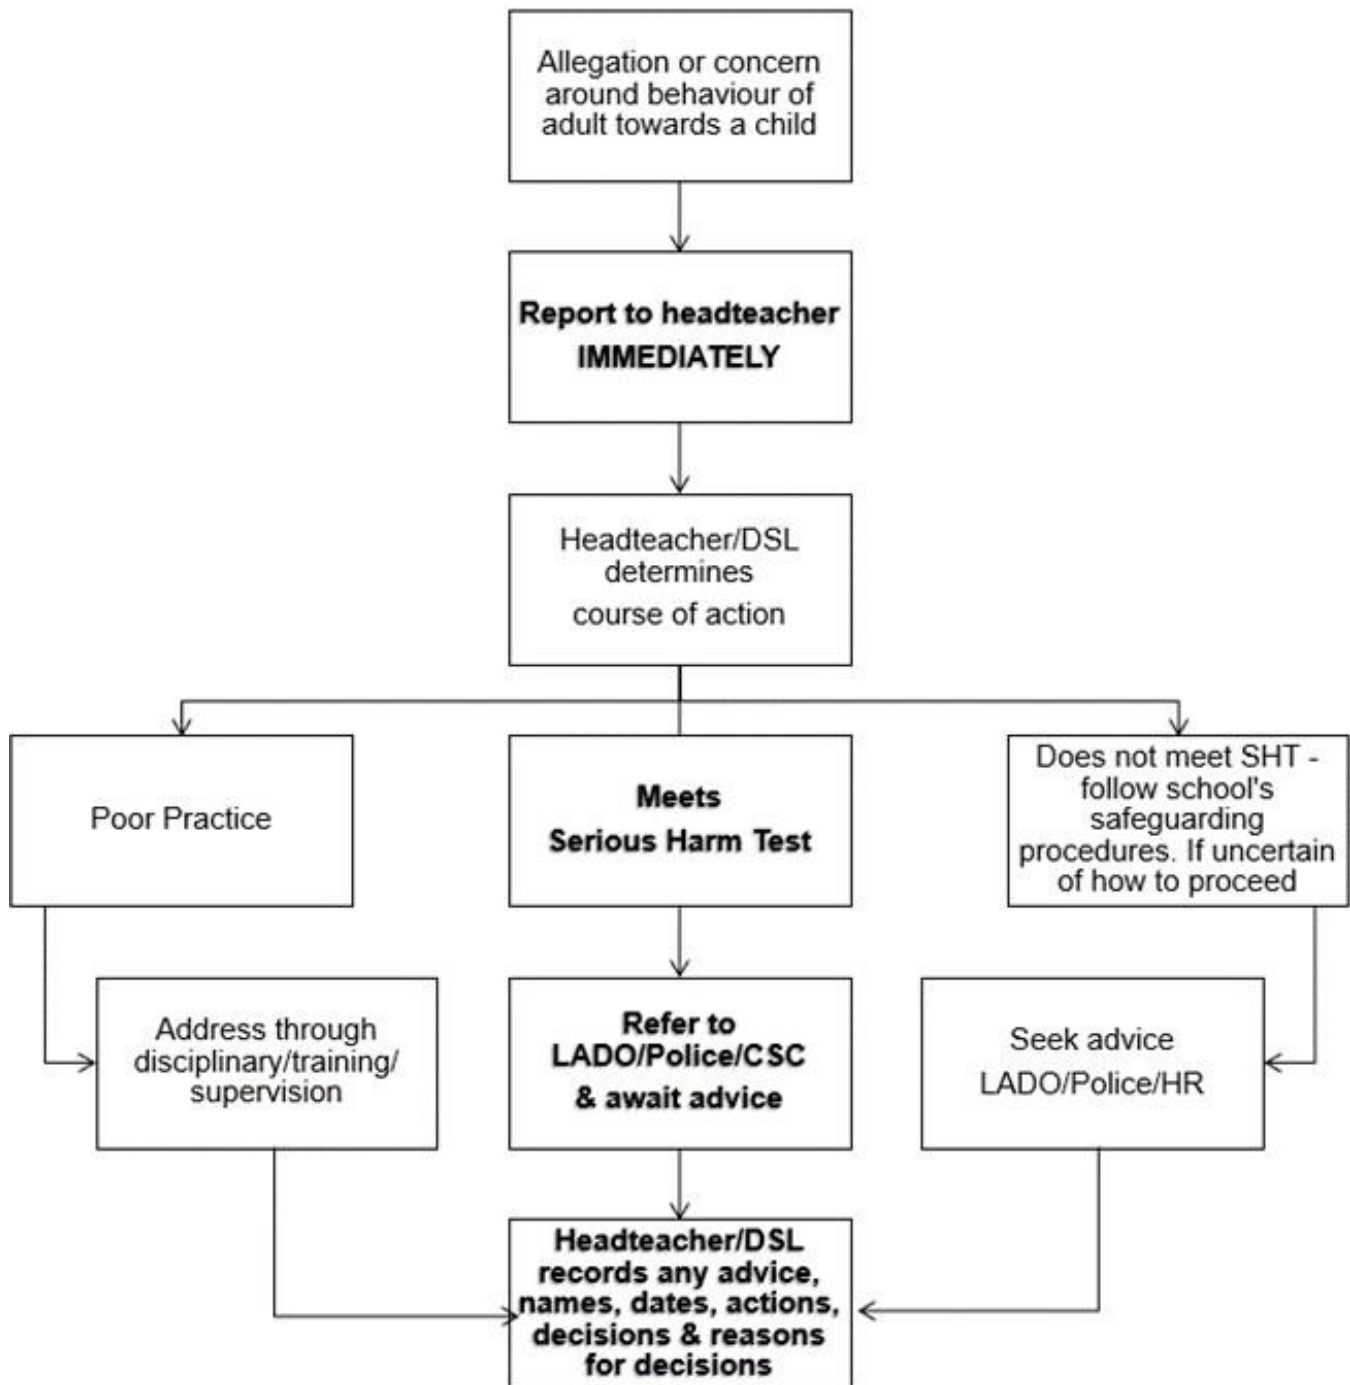 Allegation or concern
around behaviour of
adult towards a child
Report to headteacher
IMMEDIATELY
Headteacher/DSL
determines
course of action
Poor Practice
Meets
Serious Harm Test
Does not meet SHT -
follow school's
safeguarding
procedures. If uncertain
of how to proceed
Address through
disciplinary/training/
supervision
Refer to
LADO/Police/CSC
& await advice
Seek advice
LADO/Police/HR
Headteacher/DSL
records any advice,
names, dates, actions,
decisions & reasons
for decisions